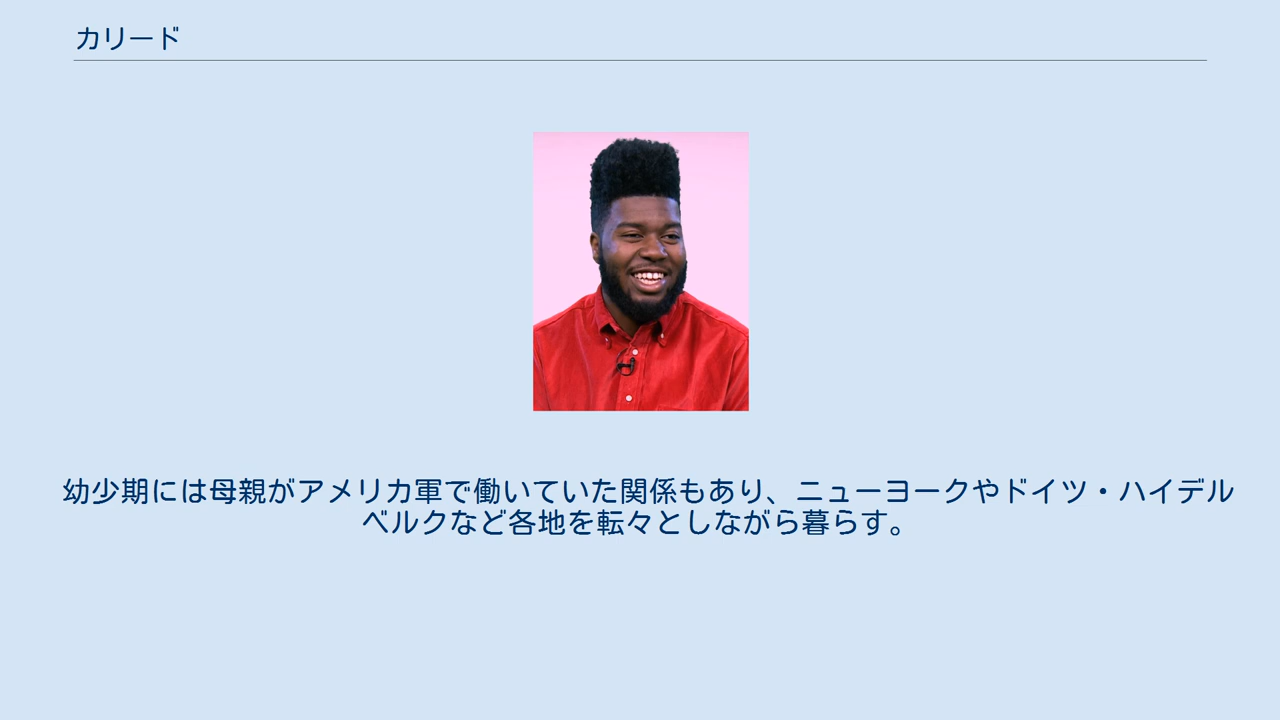 カリード
幼少期には母親がアメリカ軍で働いていた関係もあり、ニューヨークやドイツ・ハイデル
ベルクなど各地を転々としながら暮らす。